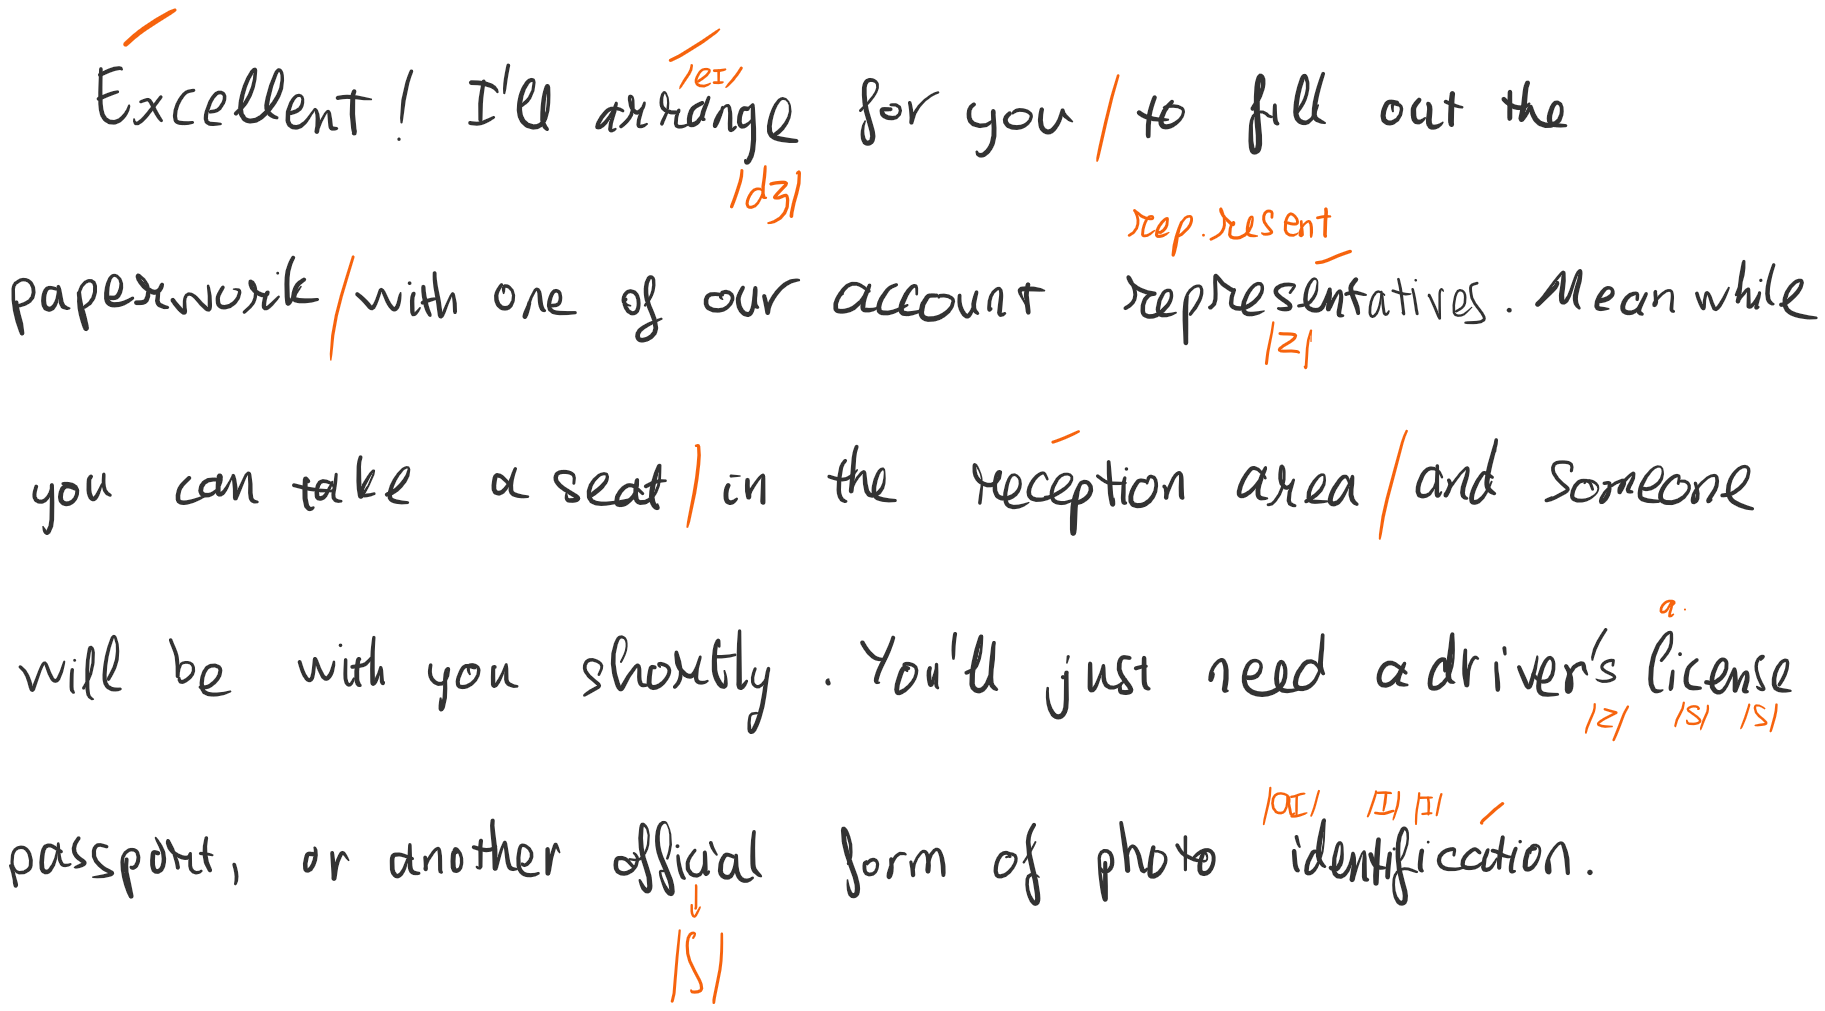 /eɪ/
Excellent! I'll arrange for you / to fill out the
/dʒ/
rep.resent
paperwork / with one of our account representatives. Meanwhile
/z/
you can take a seat / in the reception area / and someone
a.
will be with you shortly. You'll just need a driver's license
/z/ /s/ /s/
/aɪ/ /ɪ/ /ɪ/
passport, or another official form of photo identification.
↓
/ʃ/